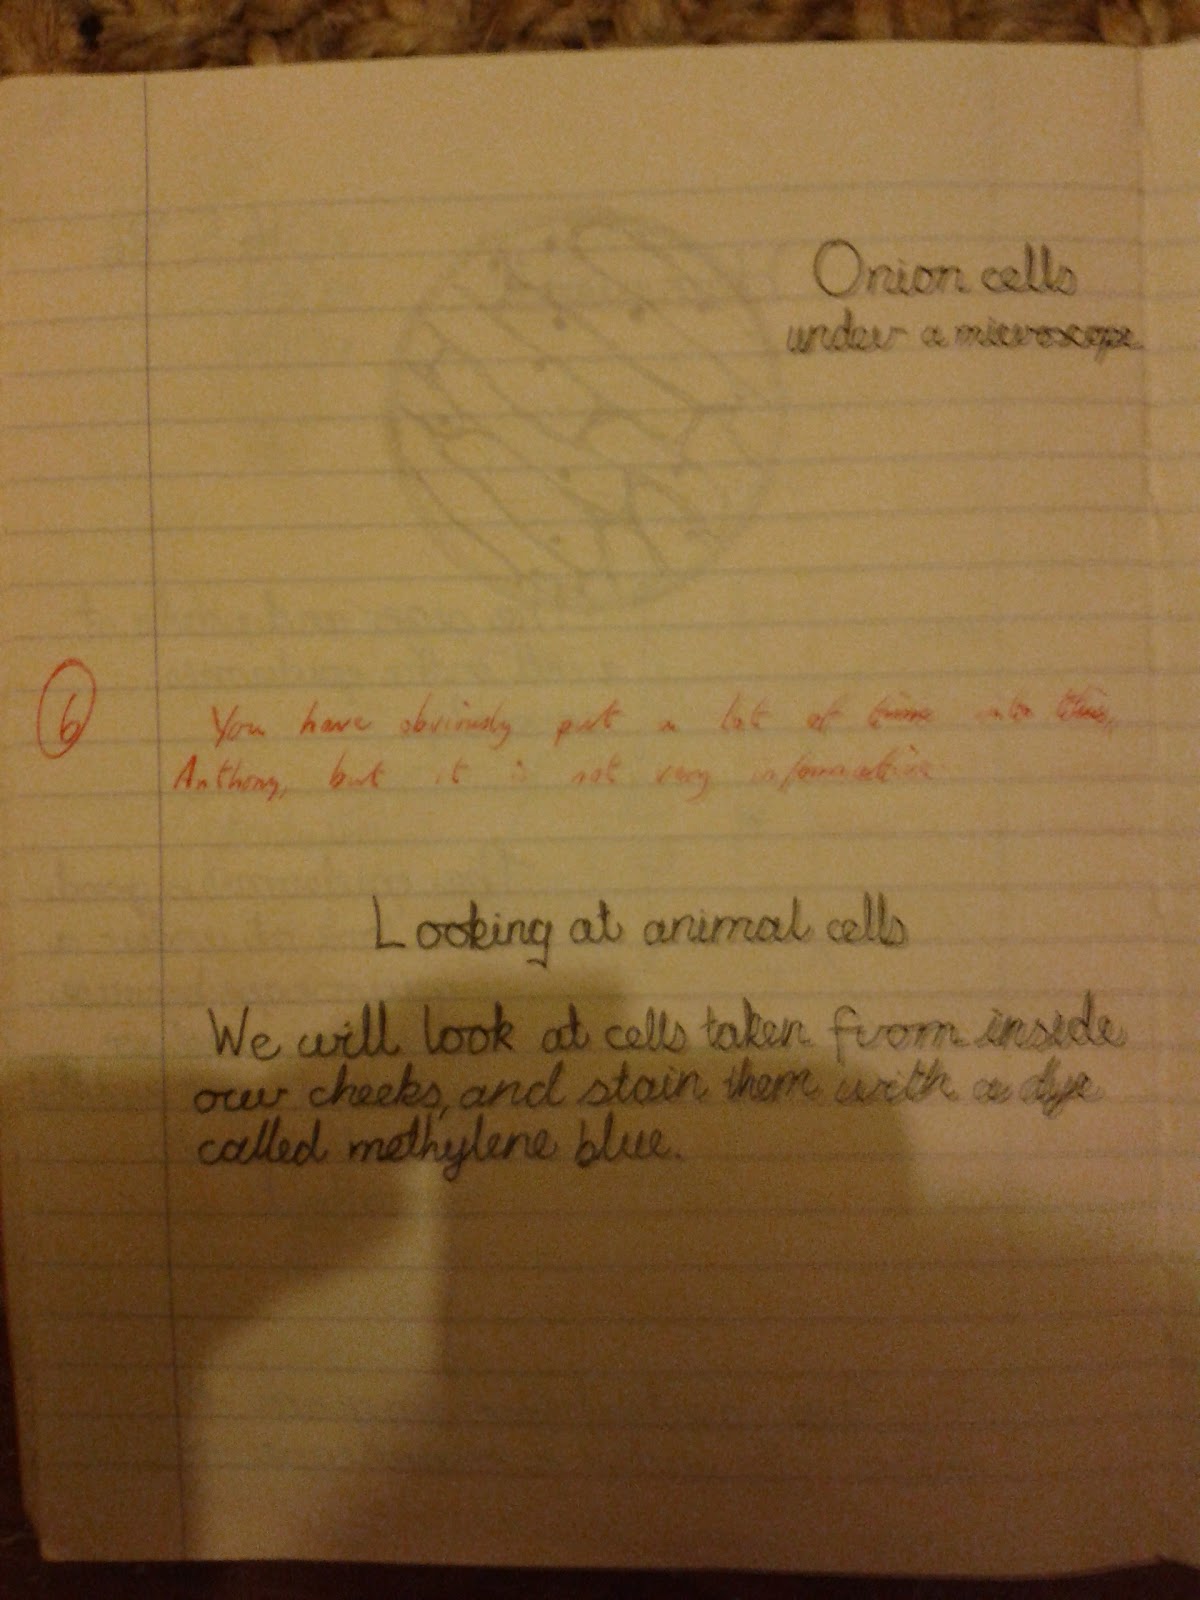 Onion cells
under a microscope
6
You have obviously put a lot of time into this,
Anthony, but it is not very informative
Looking at animal cells
We will look at cells taken from inside
our cheeks, and stain them with a dye
called methylene blue.